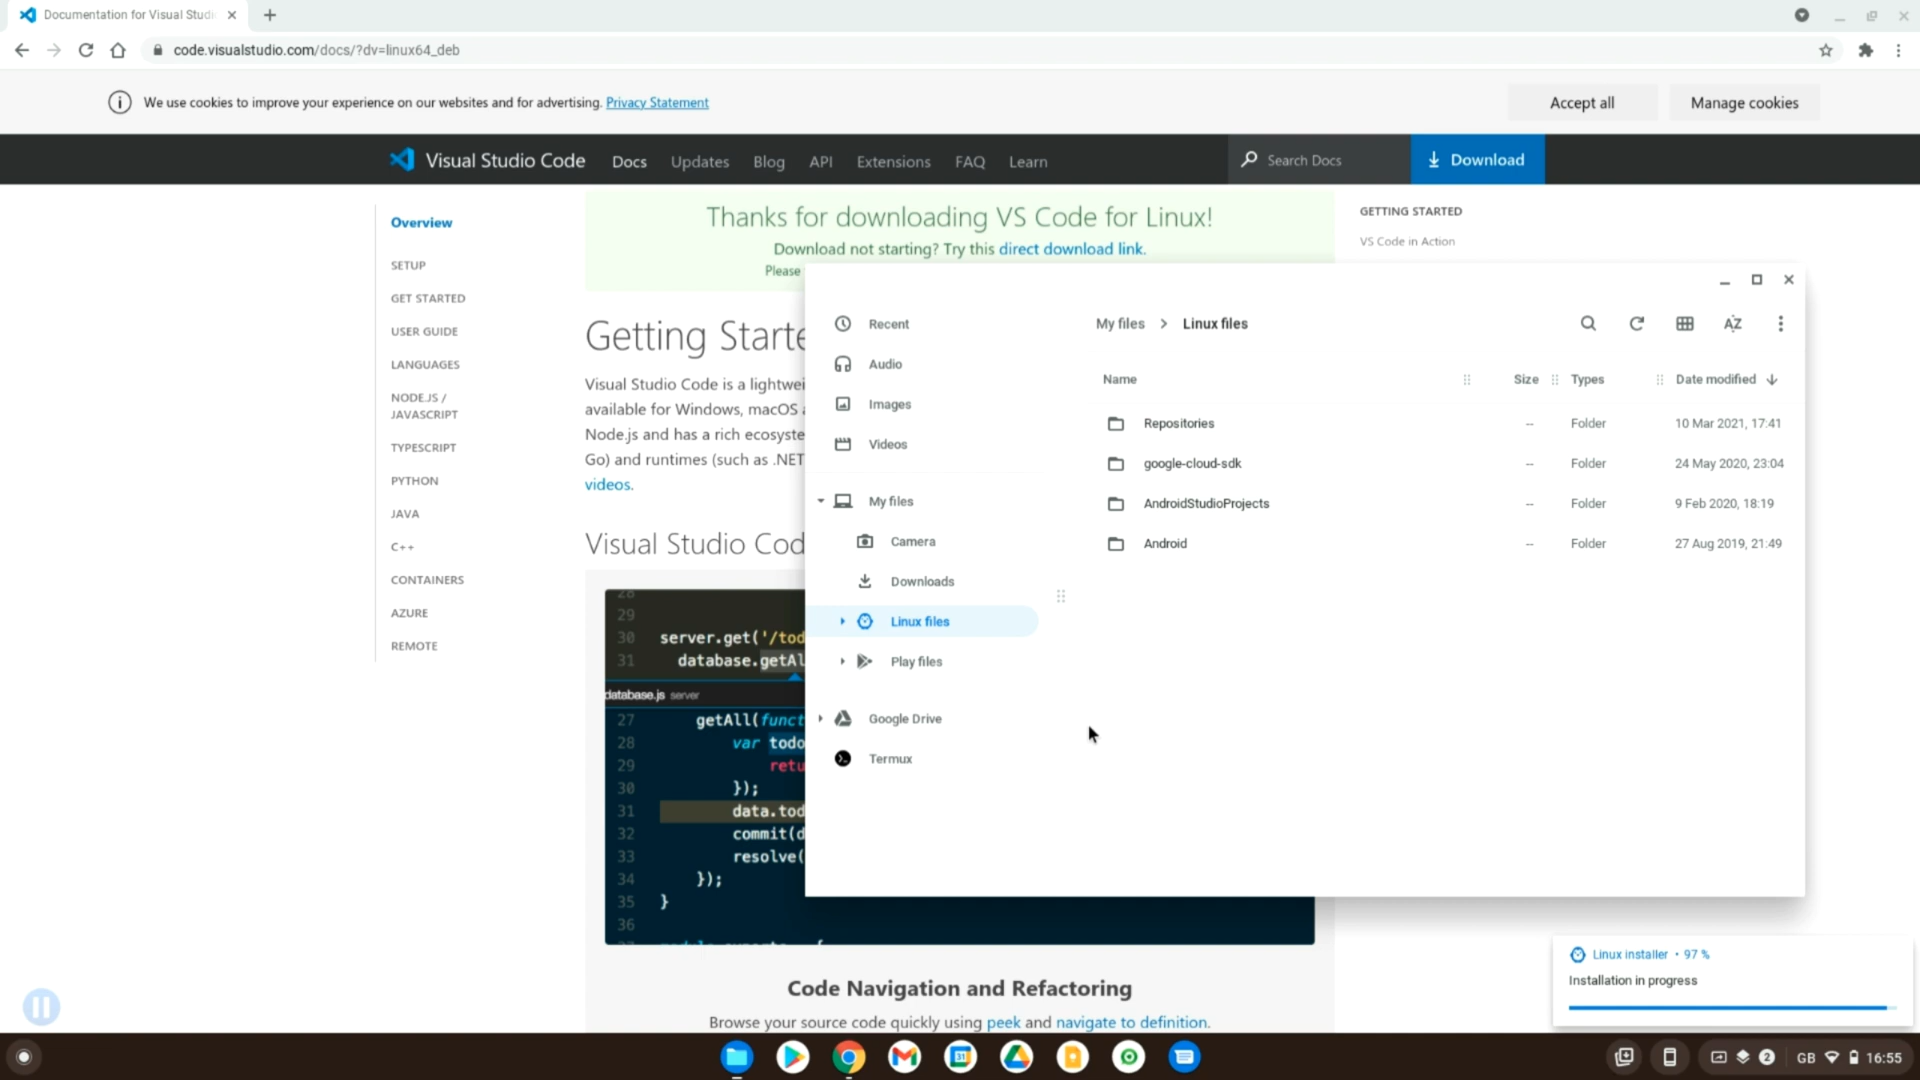 Documentation for Visual Studi
code.visualstudio.com/docs/?dv=linux64_deb
We use cookies to improve your experience on our websites and for advertising. Privacy Statement
Accept all
Manage cookies
Visual Studio Code
Docs
Updates
Blog
API
Extensions
FAQ
Learn
Search Docs
Download
Overview
SETUP
GET STARTED
USER GUIDE
LANGUAGES
NODE.JS /
JAVASCRIPT
TYPESCRIPT
PYTHON
JAVA
C++
CONTAINERS
AZURE
REMOTE
Thanks for downloading VS Code for Linux!
Download not starting? Try this direct download link.
Please
GETTING STARTED
VS Code in Action
Getting Starte
Visual Studio Code is a lightwei
available for Windows, macOS
Node.js and has a rich ecosyste
Go) and runtimes (such as .NET
videos.
Visual Studio Cod
28
29
30 server.get('/tod
31 database.getAl
database.js server
27 getAll(funct
28 var todo
29 retu
30 });
31 data.tod
32 commit(d
33 resolve(
34 });
35 }
36
Code Navigation and Refactoring
Browse your source code quickly using peek and navigate to definition.
Recent
Audio
Images
Videos
My files
Camera
Downloads
Linux files
Play files
Google Drive
Termux
My files > Linux files
AZ
Name Size Types Date modified
Repositories -- Folder 10 Mar 2021, 17:41
google-cloud-sdk -- Folder 24 May 2020, 23:04
AndroidStudioProjects -- Folder 9 Feb 2020, 18:19
Android -- Folder 27 Aug 2019, 21:49
Linux installer • 97 %
Installation in progress
31
2
GB
16:55